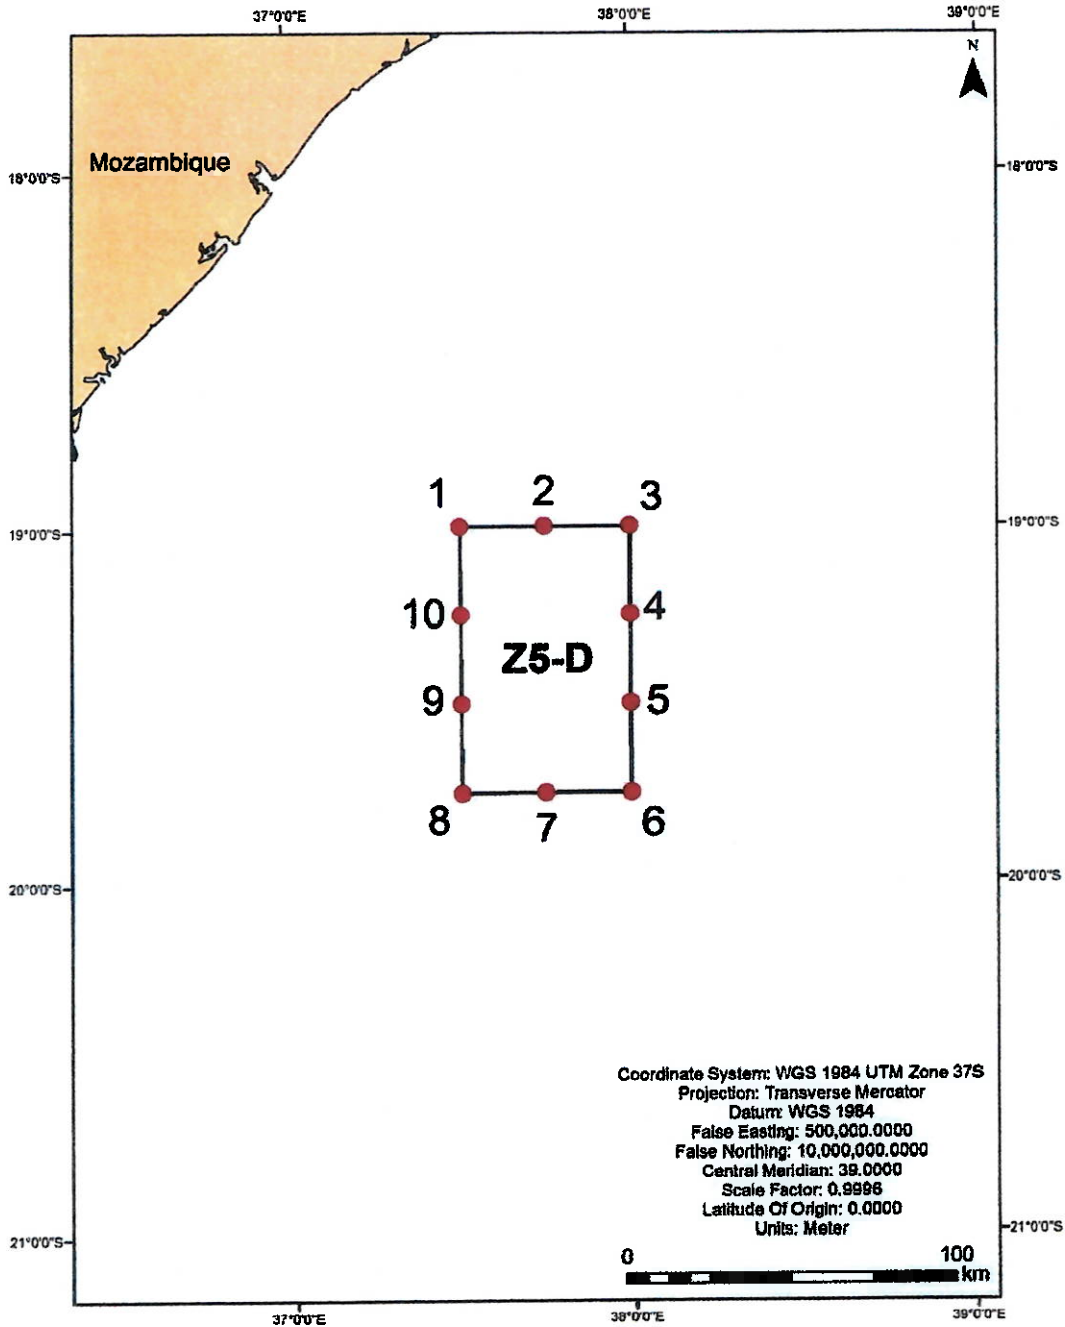 37°0'0"E 38°0'0"E 39°0'0"E
N
Mozambique
18°0'0"S 18°0'0"S
1 2 3
19°0'0"S 19°0'0"S
10 4
Z5-D
9 5
8 7 6
20°0'0"S 20°0'0"S
Coordinate System: WGS 1984 UTM Zone 37S
Projection: Transverse Mercator
Datum: WGS 1984
False Easting: 500,000.0000
False Northing: 10,000,000.0000
Central Meridian: 39.0000
Scale Factor: 0.9996
Latitude Of Origin: 0.0000
Units: Meter
21°0'0"S 21°0'0"S
0 100
km
37°0'0"E 38°0'0"E 39°0'0"E